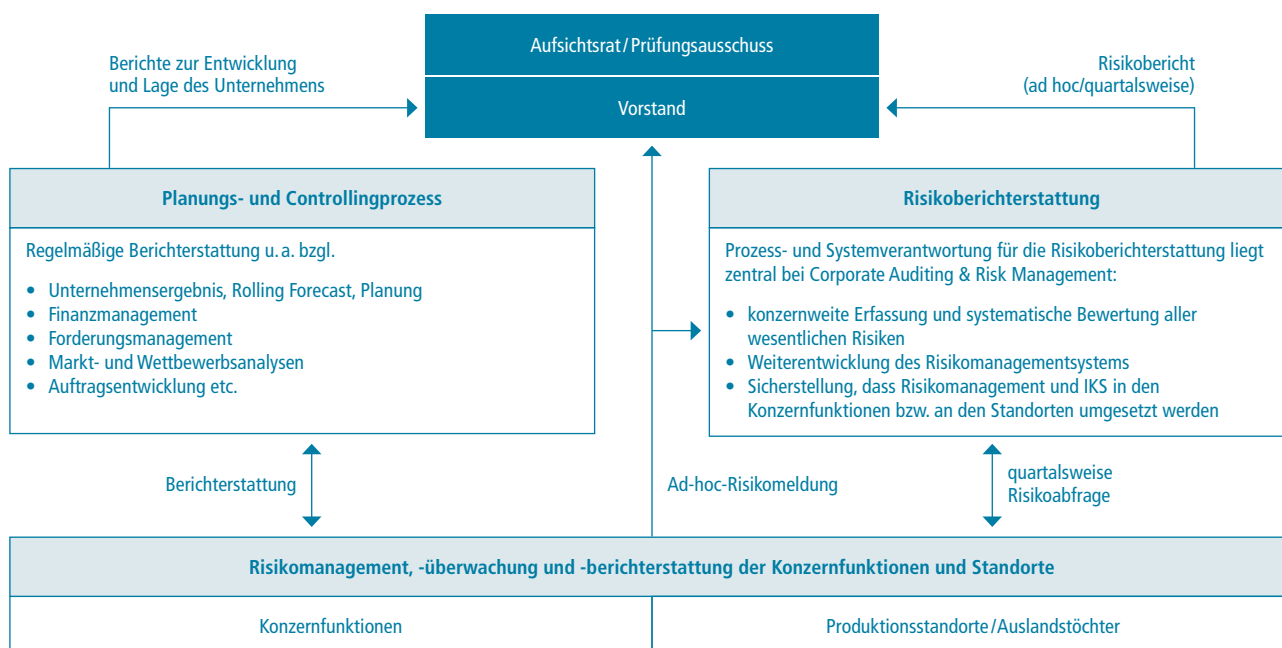 Aufsichtsrat/Prüfungsausschuss
Vorstand
Berichte zur Entwicklung
und Lage des Unternehmens
Risikobericht
(ad hoc/quartalsweise)
Planungs- und Controllingprozess
Regelmäßige Berichterstattung u. a. bzgl.
• Unternehmensergebnis, Rolling Forecast, Planung
• Finanzmanagement
• Forderungsmanagement
• Markt- und Wettbewerbsanalysen
• Auftragsentwicklung etc.
Risikoberichterstattung
Prozess- und Systemverantwortung für die Risikoberichterstattung liegt
zentral bei Corporate Auditing & Risk Management:
• konzernweite Erfassung und systematische Bewertung aller
wesentlichen Risiken
• Weiterentwicklung des Risikomanagementsystems
• Sicherstellung, dass Risikomanagement und IKS in den
Konzernfunktionen bzw. an den Standorten umgesetzt werden
Berichterstattung
Ad-hoc-Risikomeldung
quartalsweise
Risikoabfrage
Risikomanagement, -überwachung und -berichterstattung der Konzernfunktionen und Standorte
Konzernfunktionen
Produktionsstandorte/Auslandstöchter